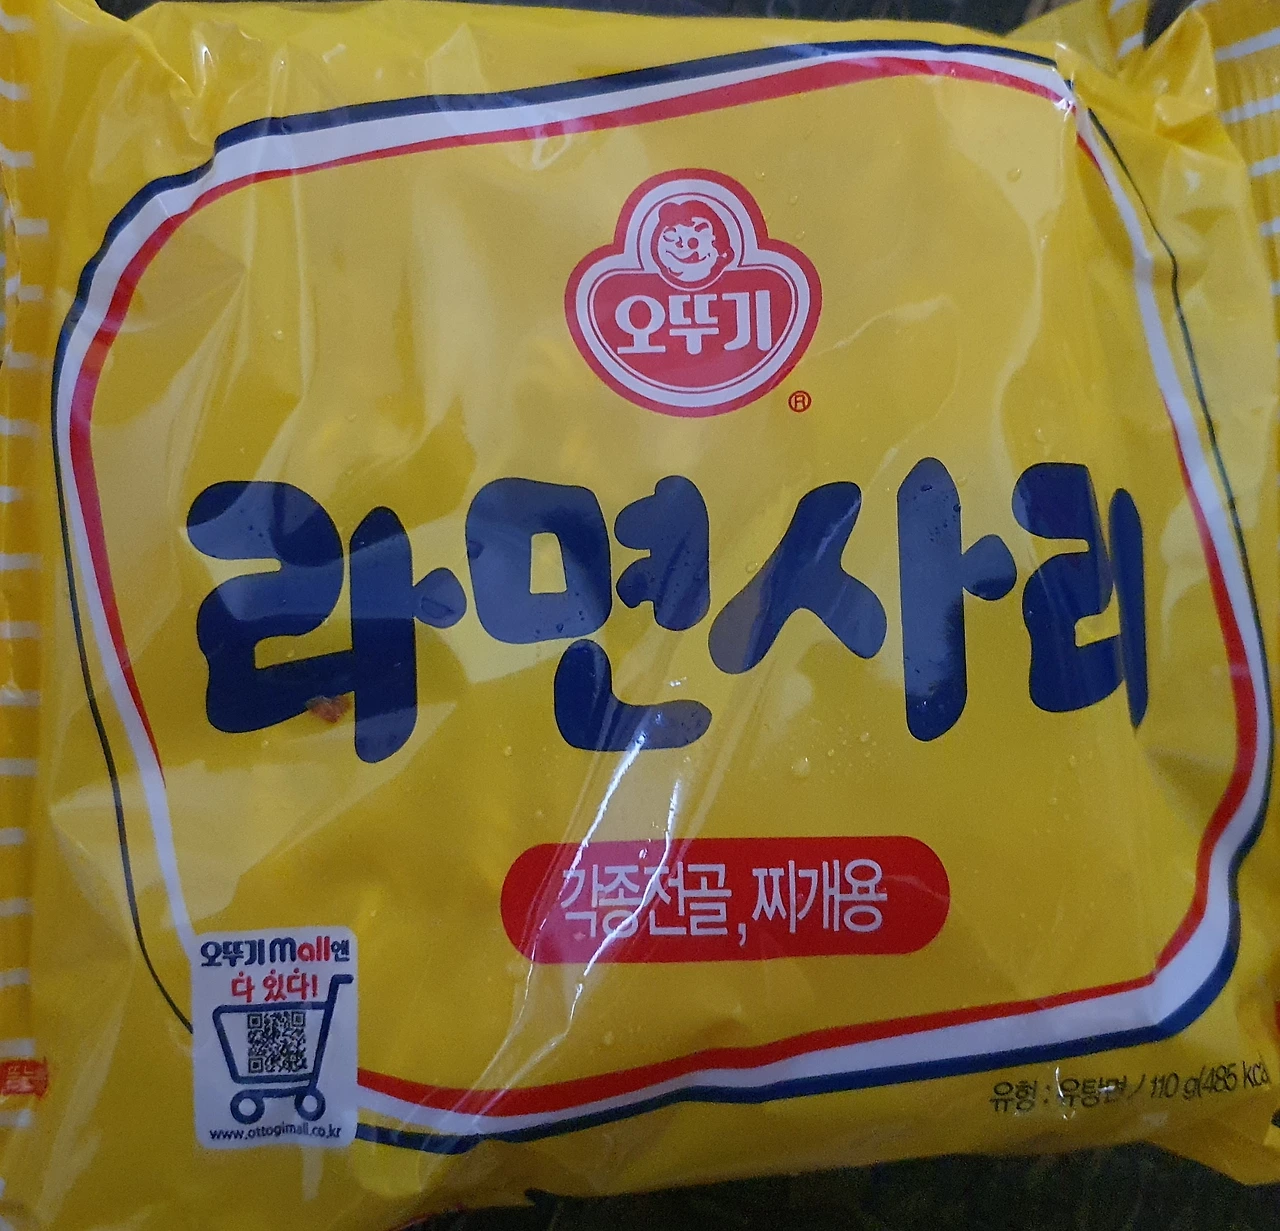 오뚜기
®
라면사리
각종전골,찌개용
오뚜기mall엔
다 있다!
www.ottogimall.co.kr
유형 : 유탕면 / 110 g(485 kca